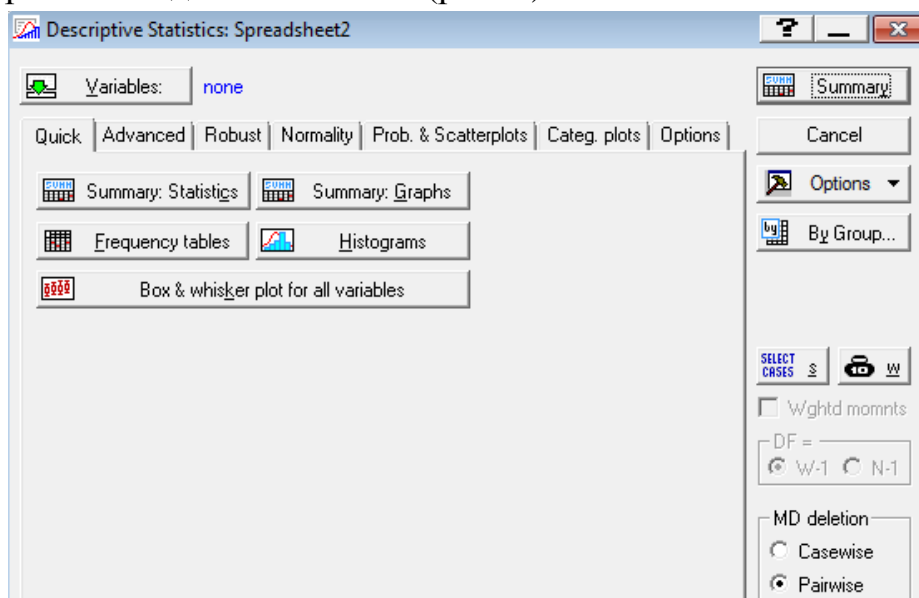 Descriptive Statistics: Spreadsheet2
Variables: none
Summary
Quick Advanced Robust Normality Prob. & Scatterplots Categ. plots Options
Cancel
Summary: Statistics Summary: Graphs
Options
Frequency tables Histograms
By Group...
Box & whisker plot for all variables
SELECT CASES S W
Wghtd momnts
DF =
W-1 N-1
MD deletion
Casewise
Pairwise